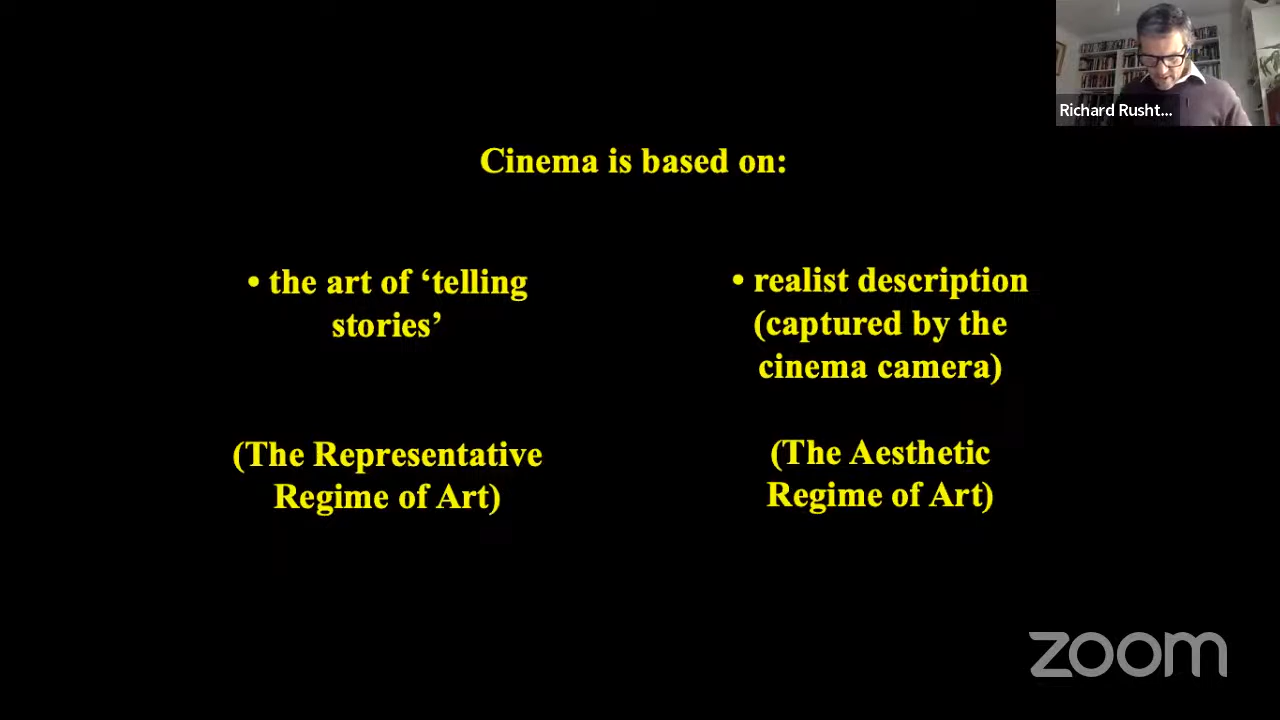 Richard Rusht...
Cinema is based on:
• the art of ‘telling
stories’
(The Representative
Regime of Art)
• realist description
(captured by the
cinema camera)
(The Aesthetic
Regime of Art)
zoom